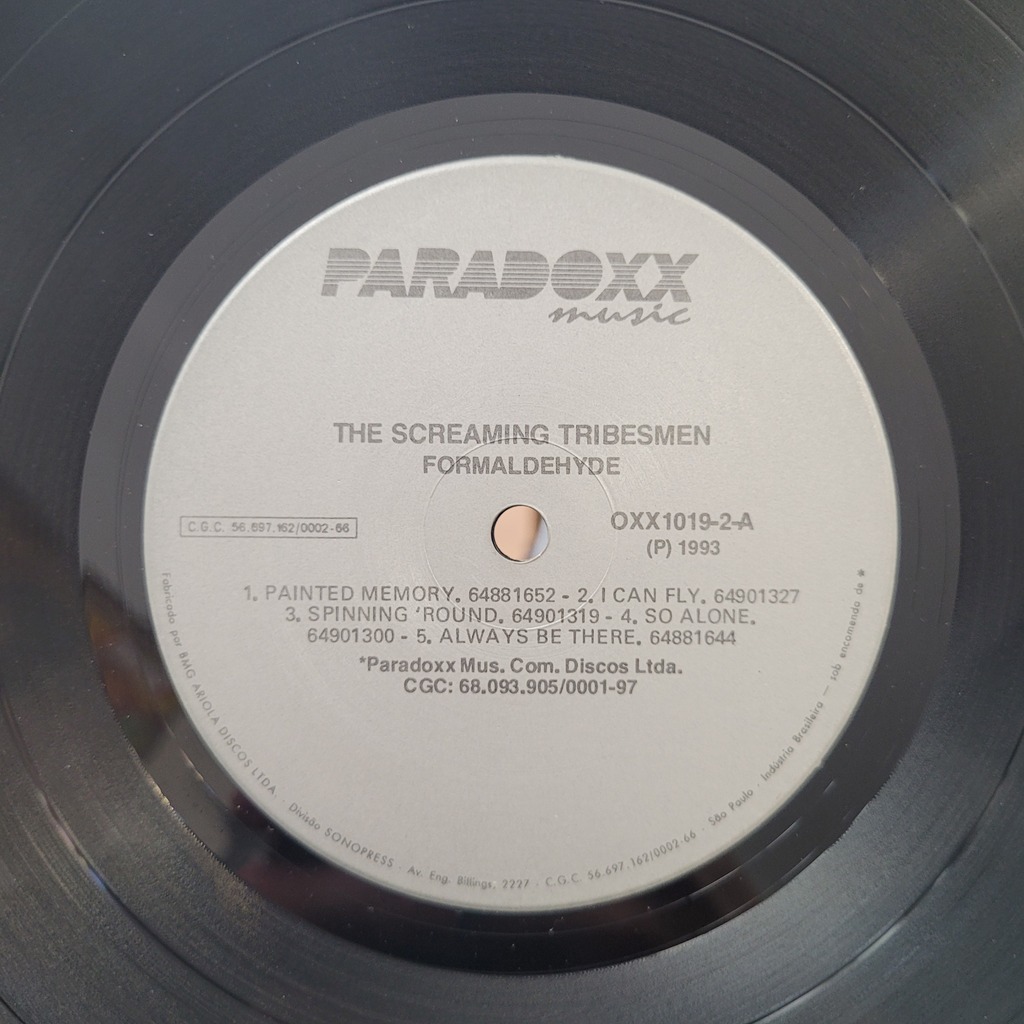 PARADOXX
music
THE SCREAMING TRIBESMEN
FORMALDEHYDE
C.G.C. 56.697.162/0002-66
OXX1019-2-A
(P) 1993
1. PAINTED MEMORY. 64881652 - 2. I CAN FLY. 64901327
3. SPINNING ‘ROUND. 64901319 - 4. SO ALONE.
64901300 - 5. ALWAYS BE THERE. 64881644
*Paradoxx Mus. Com. Discos Ltda.
CGC: 68.093.905/0001-97
Fabricado por BMG ARIOLA DISCOS LTDA · Divisão SONOPRESS · Av. Eng. Billings, 2227 · C.G.C. 56.697.162/0002-66 · São Paulo · Indústria Brasileira — sob encomenda de *